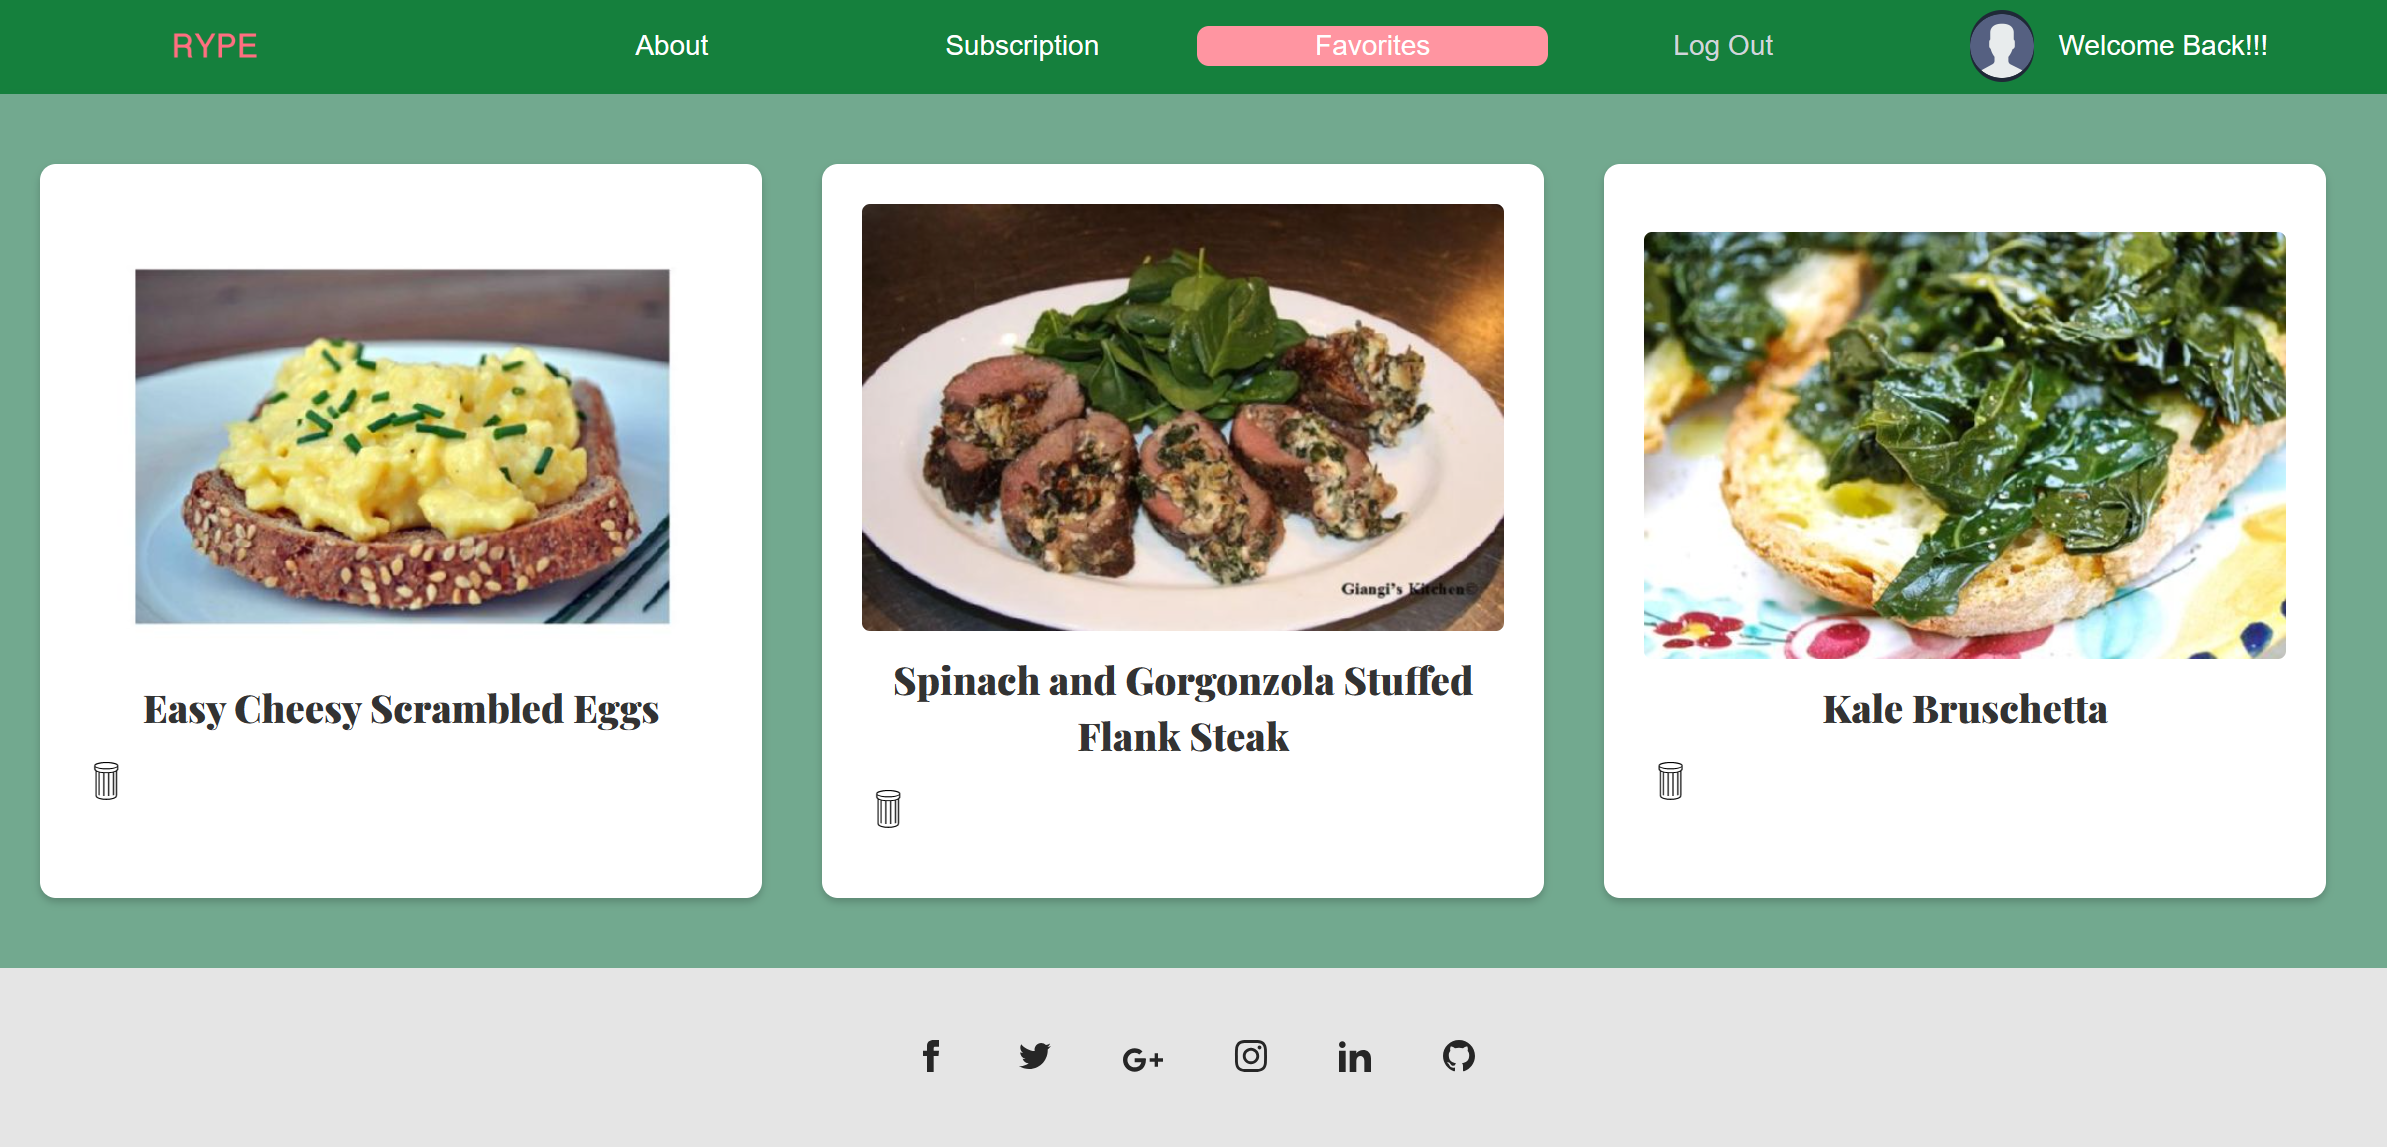 RYPE
About
Subscription
Favorites
Log Out
Welcome Back!!!
Giangi's Kitchen©
Easy Cheesy Scrambled Eggs
Spinach and Gorgonzola Stuffed
Flank Steak
Kale Bruschetta
f
G+
in